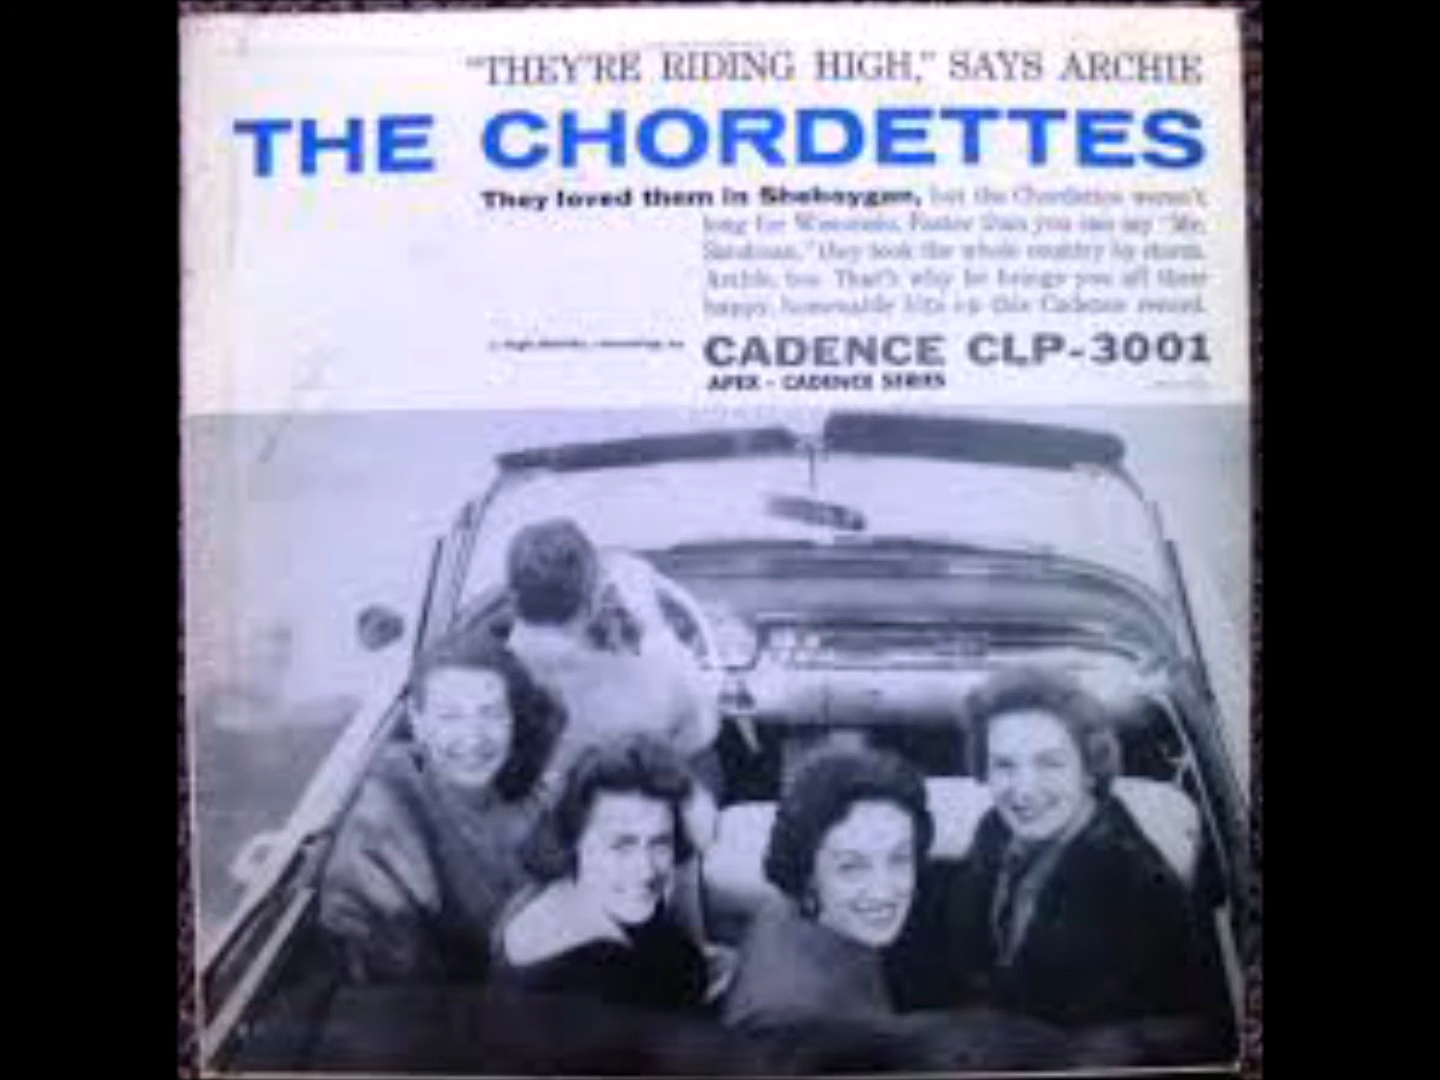 "THEY'RE RIDING HIGH," SAYS ARCHIE
THE CHORDETTES
They loved them in Sheboygan, but the Chordettes weren't
long for Wisconsin. Faster than you can say "Mr.
Sandman," they took the whole country by storm.
Archie, too. That's why he brings you all their
happy, hummable hits on this Cadence record.
CADENCE CLP-3001
APEX - CADENCE SERIES